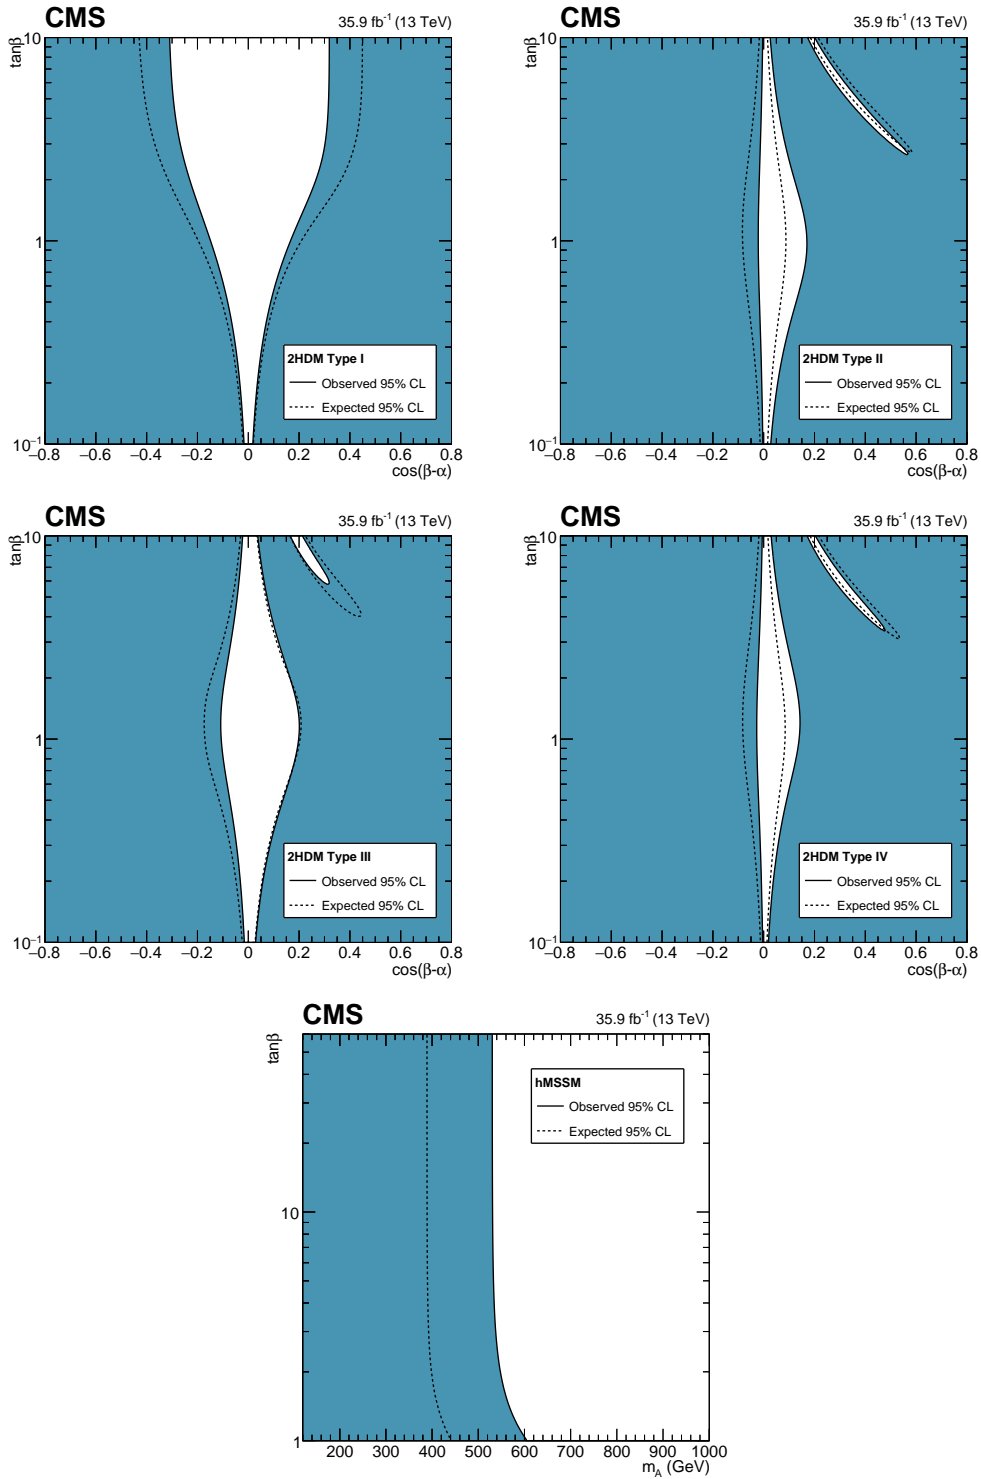 CMS
35.9 fb⁻¹ (13 TeV)
tanβ
10
1
10⁻¹
2HDM Type I
Observed 95% CL
Expected 95% CL
−0.8 −0.6 −0.4 −0.2 0 0.2 0.4 0.6 0.8
cos(β-α)
CMS
35.9 fb⁻¹ (13 TeV)
tanβ
10
1
10⁻¹
2HDM Type II
Observed 95% CL
Expected 95% CL
−0.8 −0.6 −0.4 −0.2 0 0.2 0.4 0.6 0.8
cos(β-α)
CMS
35.9 fb⁻¹ (13 TeV)
tanβ
10
1
10⁻¹
2HDM Type III
Observed 95% CL
Expected 95% CL
−0.8 −0.6 −0.4 −0.2 0 0.2 0.4 0.6 0.8
cos(β-α)
CMS
35.9 fb⁻¹ (13 TeV)
tanβ
10
1
10⁻¹
2HDM Type IV
Observed 95% CL
Expected 95% CL
−0.8 −0.6 −0.4 −0.2 0 0.2 0.4 0.6 0.8
cos(β-α)
CMS
35.9 fb⁻¹ (13 TeV)
tanβ
10
1
hMSSM
Observed 95% CL
Expected 95% CL
200 300 400 500 600 700 800 900 1000
m_A (GeV)